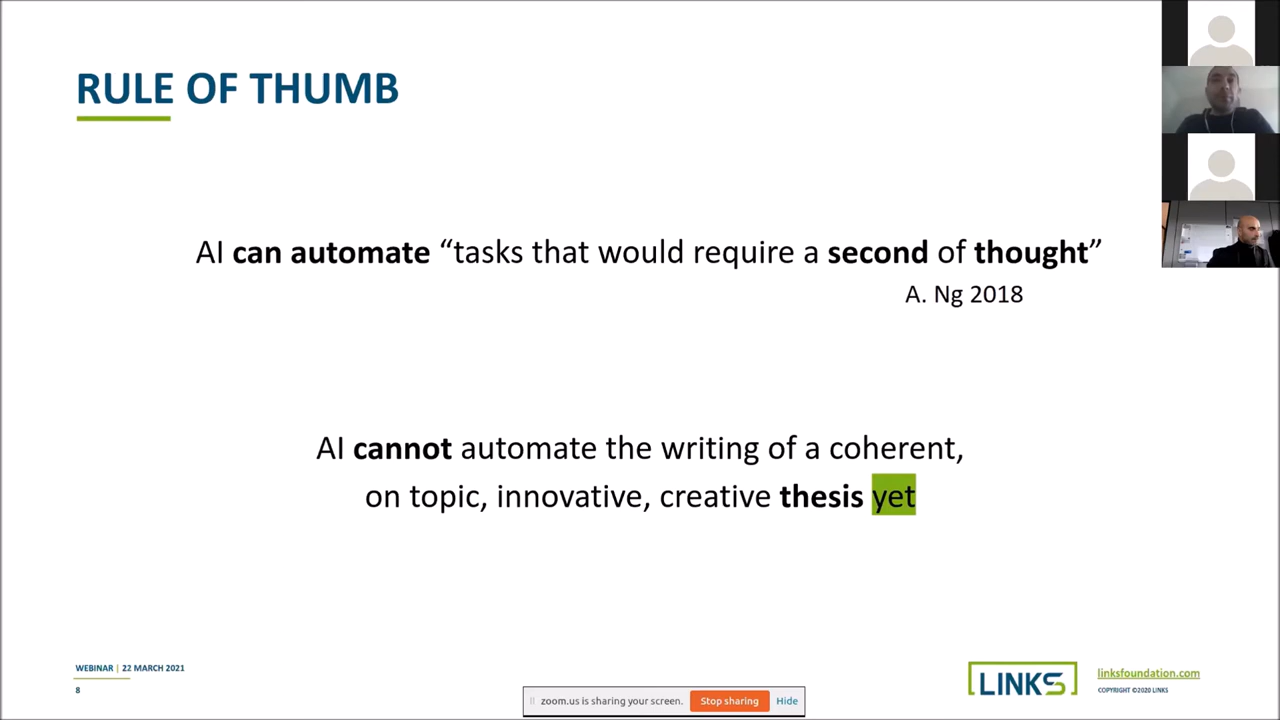 RULE OF THUMB
AI can automate “tasks that would require a second of thought”
A. Ng 2018
AI cannot automate the writing of a coherent,
on topic, innovative, creative thesis yet
WEBINAR | 22 MARCH 2021
8
zoom.us is sharing your screen. Stop sharing Hide
LINKS
linksfoundation.com
COPYRIGHT ©2020 LINKS